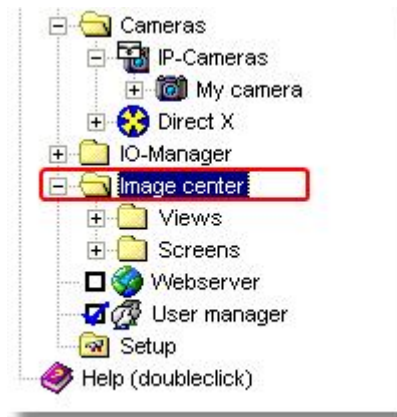 Cameras
IP-Cameras
My camera
Direct X
IO-Manager
Image center
Views
Screens
Webserver
User manager
Setup
Help (doubleclick)